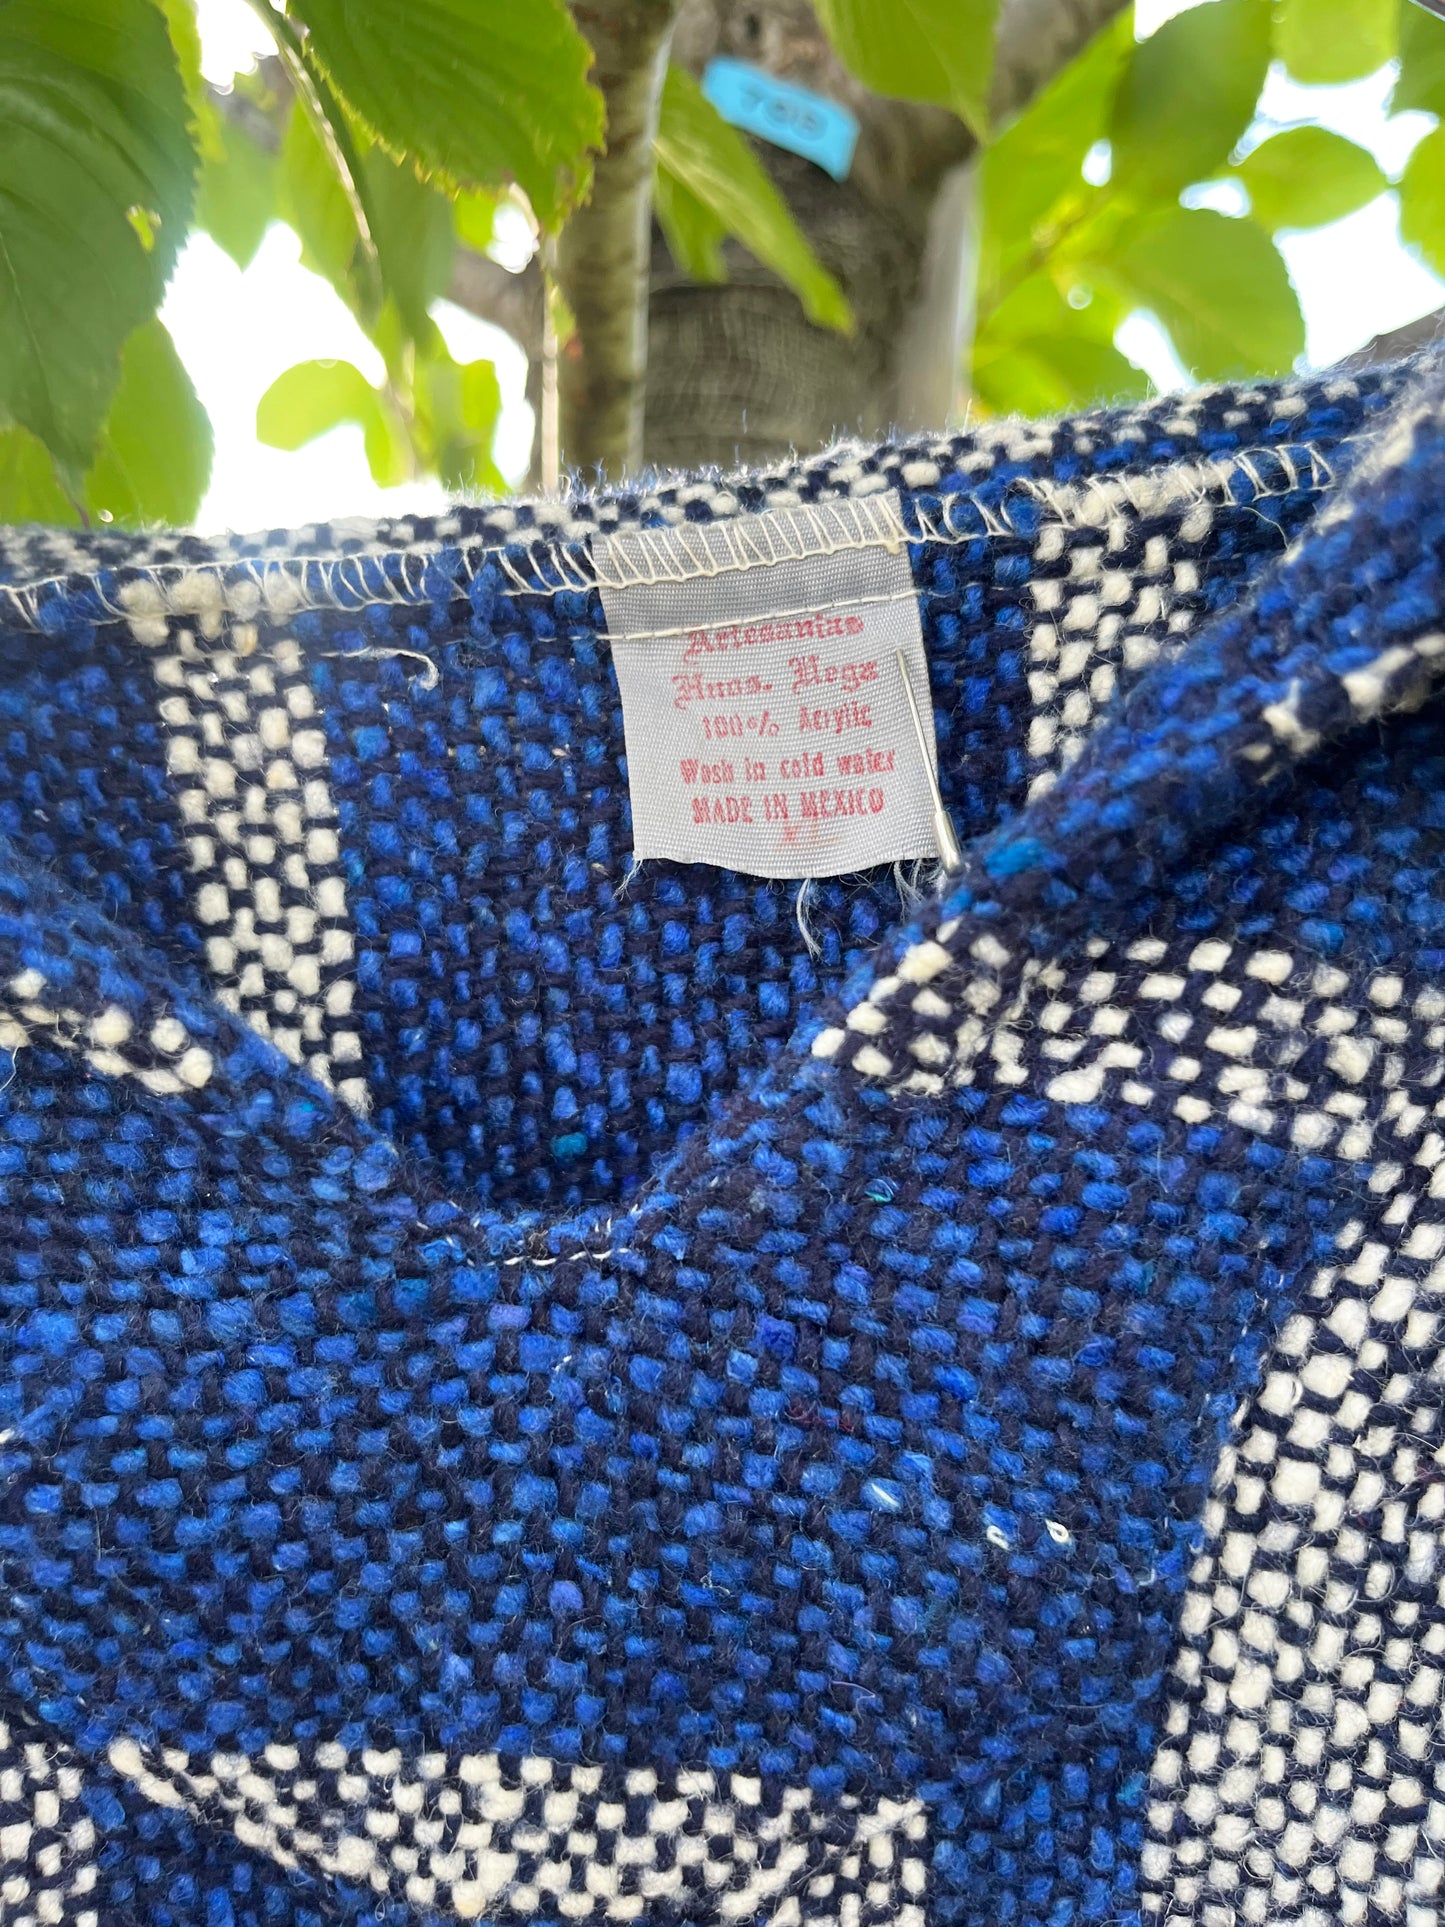 Artesanias
Hnos. Vega
100% Acrylic
Wash in cold water
MADE IN MEXICO